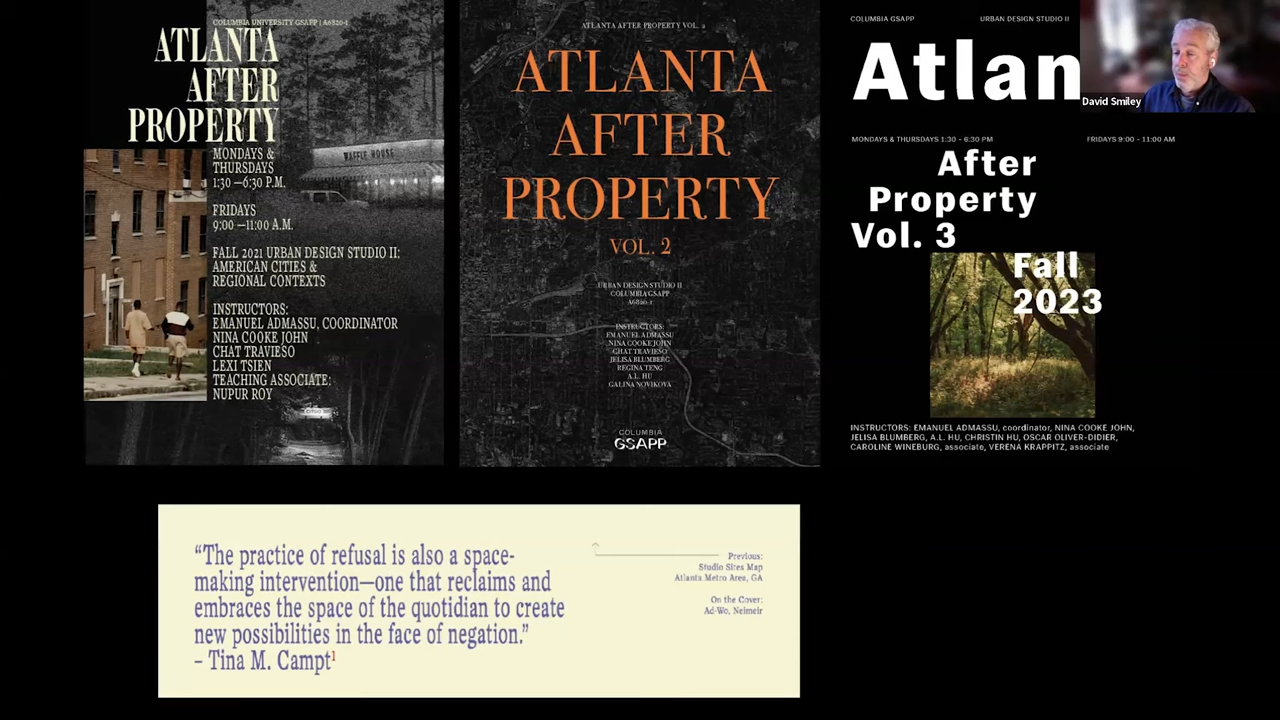 COLUMBIA UNIVERSITY GSAPP | A6820-1
ATLANTA
AFTER
PROPERTY
MONDAYS &
THURSDAYS
1:30 —6:30 P.M.
FRIDAYS
9:00 —11:00 A.M.
FALL 2021 URBAN DESIGN STUDIO II:
AMERICAN CITIES &
REGIONAL CONTEXTS
INSTRUCTORS:
EMANUEL ADMASSU, COORDINATOR
NINA COOKE JOHN
CHAT TRAVIESO
LEXI TSIEN
TEACHING ASSOCIATE:
NUPUR ROY
WAFFLE HOUSE
ATLANTA AFTER PROPERTY VOL. 2
ATLANTA
AFTER
PROPERTY
VOL. 2
URBAN DESIGN STUDIO II
COLUMBIA GSAPP
A6820-1
INSTRUCTORS:
EMANUEL ADMASSU
NINA COOKE JOHN
CHAT TRAVIESO
JELISA BLUMBERG
REGINA TENG
A.L. HU
GALINA NOVIKOVA
COLUMBIA
GSAPP
COLUMBIA GSAPP
URBAN DESIGN STUDIO II
Atlan
David Smiley
MONDAYS & THURSDAYS 1:30 - 6:30 PM
FRIDAYS 9:00 - 11:00 AM
After
Property
Vol. 3
Fall
2023
INSTRUCTORS: EMANUEL ADMASSU, coordinator, NINA COOKE JOHN,
JELISA BLUMBERG, A.L. HU, CHRISTIN HU, OSCAR OLIVER-DIDIER,
CAROLINE WINEBURG, associate, VERENA KRAPPITZ, associate
“The practice of refusal is also a space-
making intervention—one that reclaims and
embraces the space of the quotidian to create
new possibilities in the face of negation.”
– Tina M. Campt1
Previous:
Studio Sites Map
Atlanta Metro Area, GA
On the Cover:
Ad-Wo, Neimeir